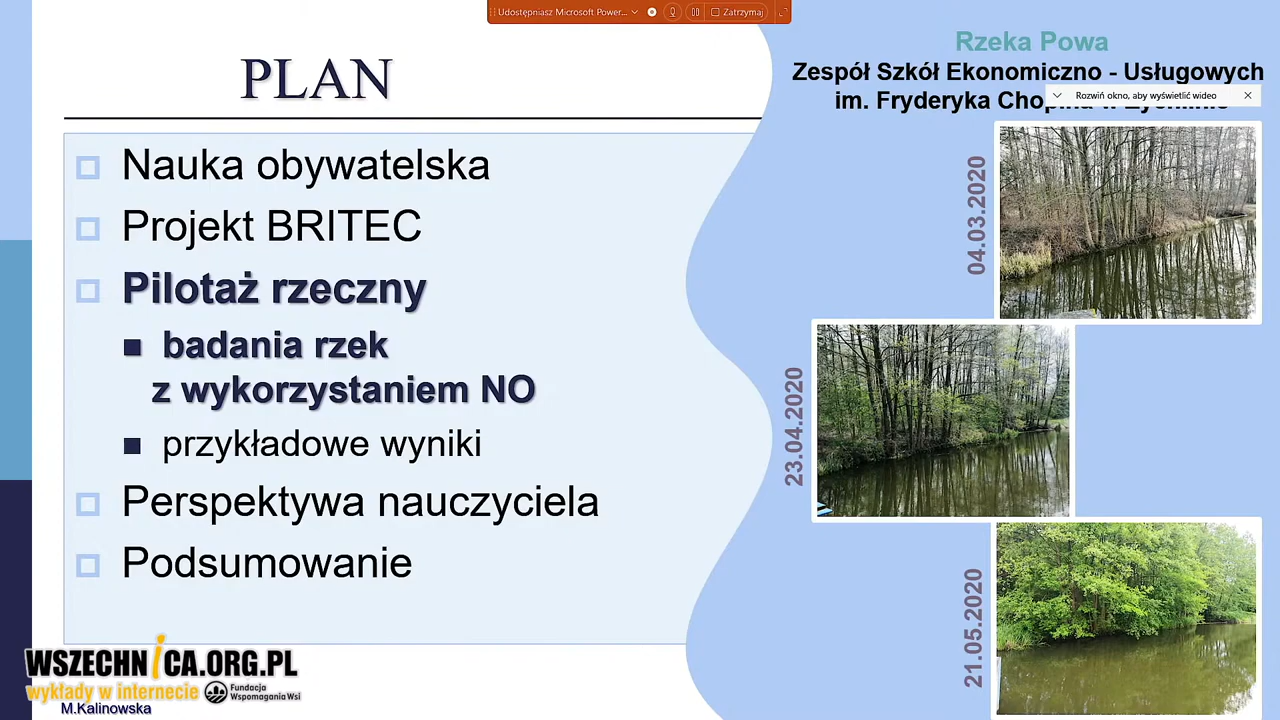 Udostępniasz Microsoft Power...
Zatrzymaj
PLAN
Nauka obywatelska
Projekt BRITEC
Pilotaż rzeczny
badania rzek
z wykorzystaniem NO
przykładowe wyniki
Perspektywa nauczyciela
Podsumowanie
Rzeka Powa
Zespół Szkół Ekonomiczno - Usługowych
im. Fryderyka
Rozwiń okno, aby wyświetlić wideo
04.03.2020
23.04.2020
21.05.2020
WSZECHNiCA.ORG.PL
wykłady w internecie
Fundacja
Wspomagania Wsi
M.Kalinowska